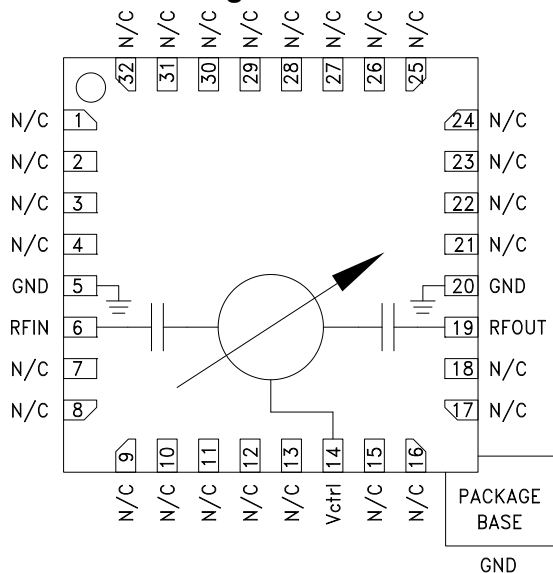 g
N/C N/C N/C N/C N/C N/C N/C N/C
32 31 30 29 28 27 26 25
N/C 1 24 N/C
N/C 2 23 N/C
N/C 3 22 N/C
N/C 4 21 N/C
GND 5 20 GND
RFIN 6 19 RFOUT
N/C 7 18 N/C
N/C 8 17 N/C
9 10 11 12 13 14 15 16
N/C N/C N/C N/C N/C Vctrl N/C N/C
PACKAGE
BASE
GND